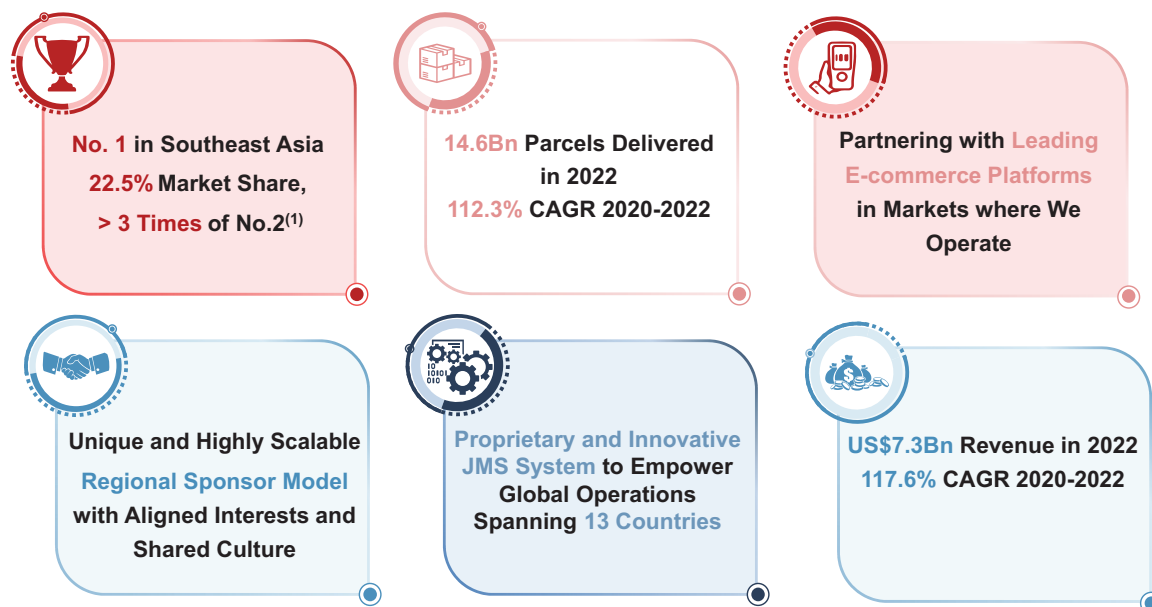 No. 1 in Southeast Asia
22.5% Market Share,
> 3 Times of No.2(1)
14.6Bn Parcels Delivered
in 2022
112.3% CAGR 2020-2022
Partnering with Leading
E-commerce Platforms
in Markets where We
Operate
Unique and Highly Scalable
Regional Sponsor Model
with Aligned Interests and
Shared Culture
Proprietary and Innovative
JMS System to Empower
Global Operations
Spanning 13 Countries
US$7.3Bn Revenue in 2022
117.6% CAGR 2020-2022